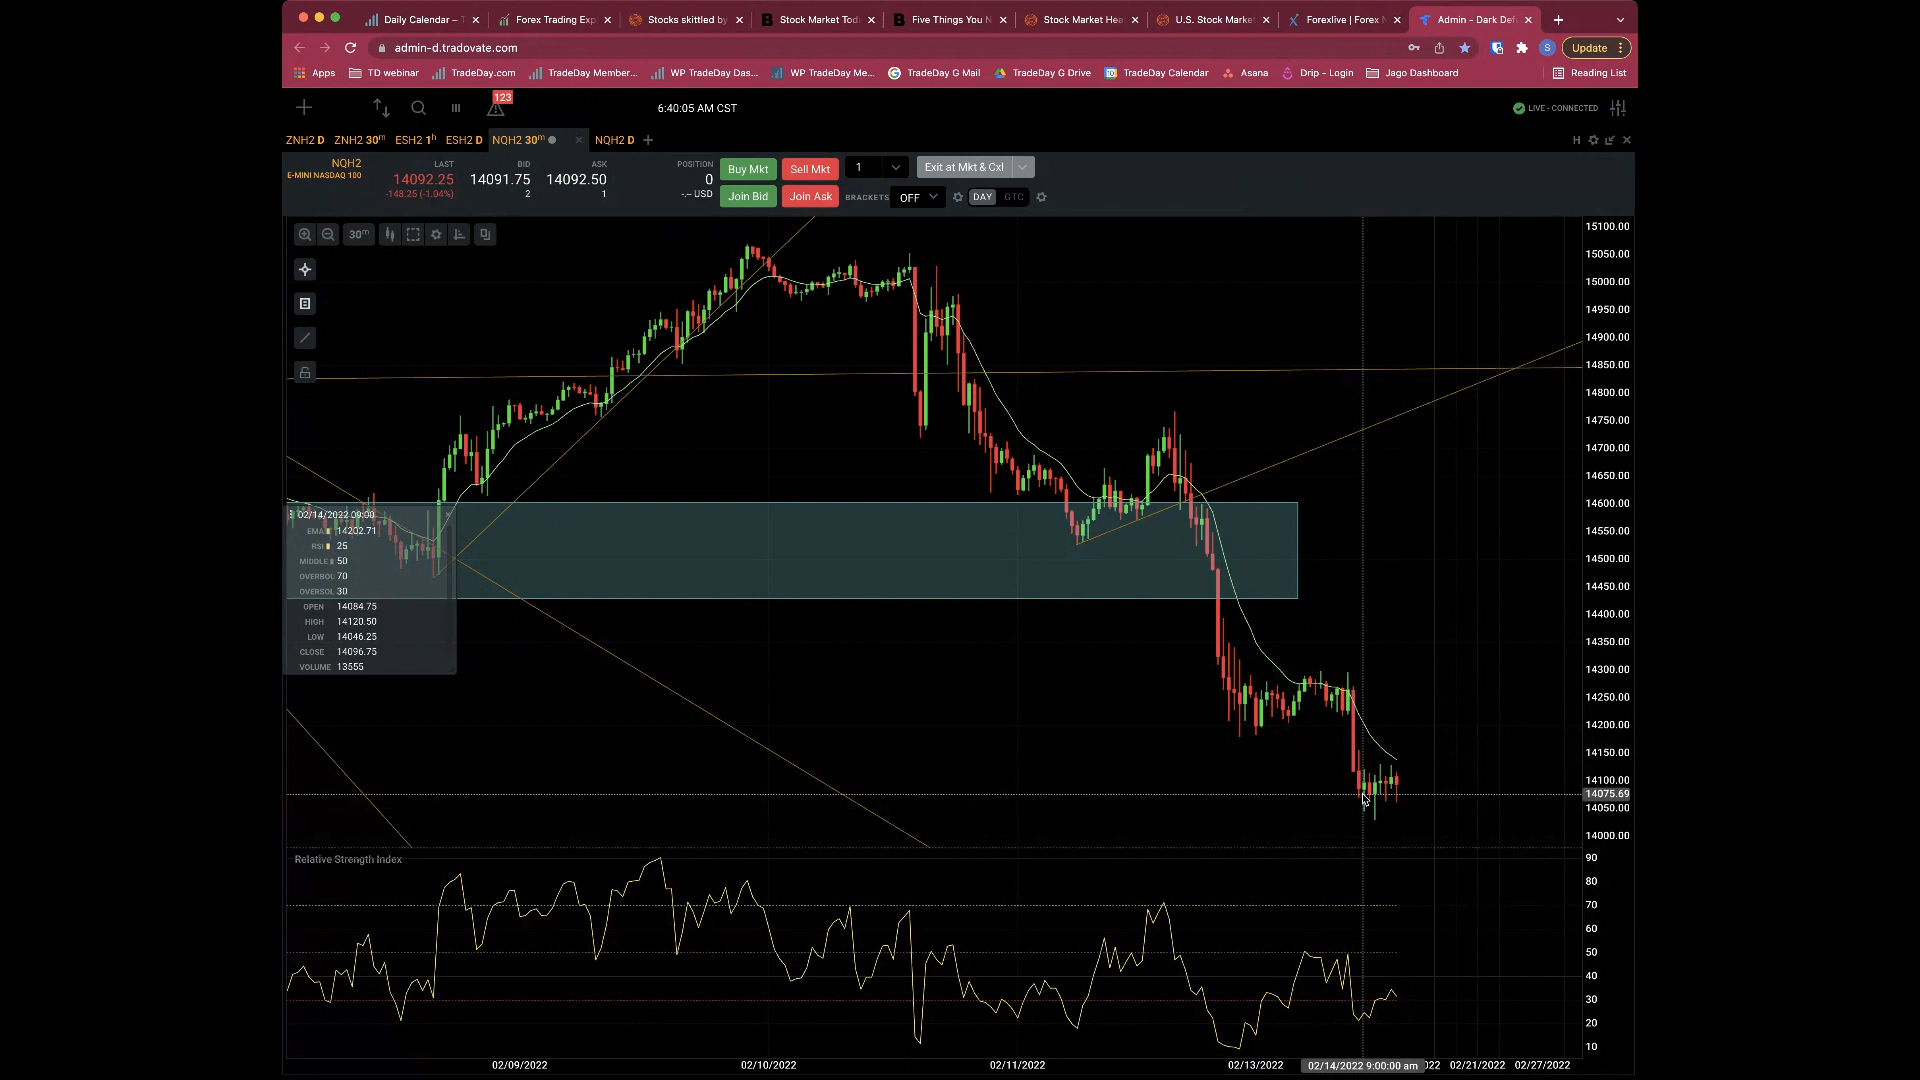 Daily Calendar –
Forex Trading Exp
Stocks skittled by
Stock Market Tod
Five Things You N
Stock Market Hea
U.S. Stock Market
Forexlive | Forex N
Admin - Dark Def
admin-d.tradovate.com
Update
Apps
TD webinar
TradeDay.com
TradeDay Member...
WP TradeDay Das...
WP TradeDay Me...
TradeDay G Mail
TradeDay G Drive
TradeDay Calendar
Asana
Drip - Login
Jago Dashboard
Reading List
123
6:40:05 AM CST
LIVE - CONNECTED
ZNH2 D
ZNH2 30m
ESH2 1h
ESH2 D
NQH2 30m
NQH2 D
H
NQH2
E-MINI NASDAQ 100
LAST
14092.25
-148.25 (-1.04%)
BID
14091.75
2
ASK
14092.50
1
POSITION
0
-.-- USD
Buy Mkt
Sell Mkt
1
Exit at Mkt & Cxl
Join Bid
Join Ask
BRACKETS
OFF
DAY
GTC
30m
02/14/2022 09:00
EMA 14202.71
RSI 25
MIDDLE 50
OVERBOU 70
OVERSOL 30
OPEN 14084.75
HIGH 14120.50
LOW 14046.25
CLOSE 14096.75
VOLUME 13555
15100.00
15050.00
15000.00
14950.00
14900.00
14850.00
14800.00
14750.00
14700.00
14650.00
14600.00
14550.00
14500.00
14450.00
14400.00
14350.00
14300.00
14250.00
14200.00
14150.00
14100.00
14075.69
14050.00
14000.00
Relative Strength Index
90
80
70
60
50
40
30
20
10
02/09/2022
02/10/2022
02/11/2022
02/13/2022
02/14/2022 9:00:00 am
022
02/21/2022
02/27/2022